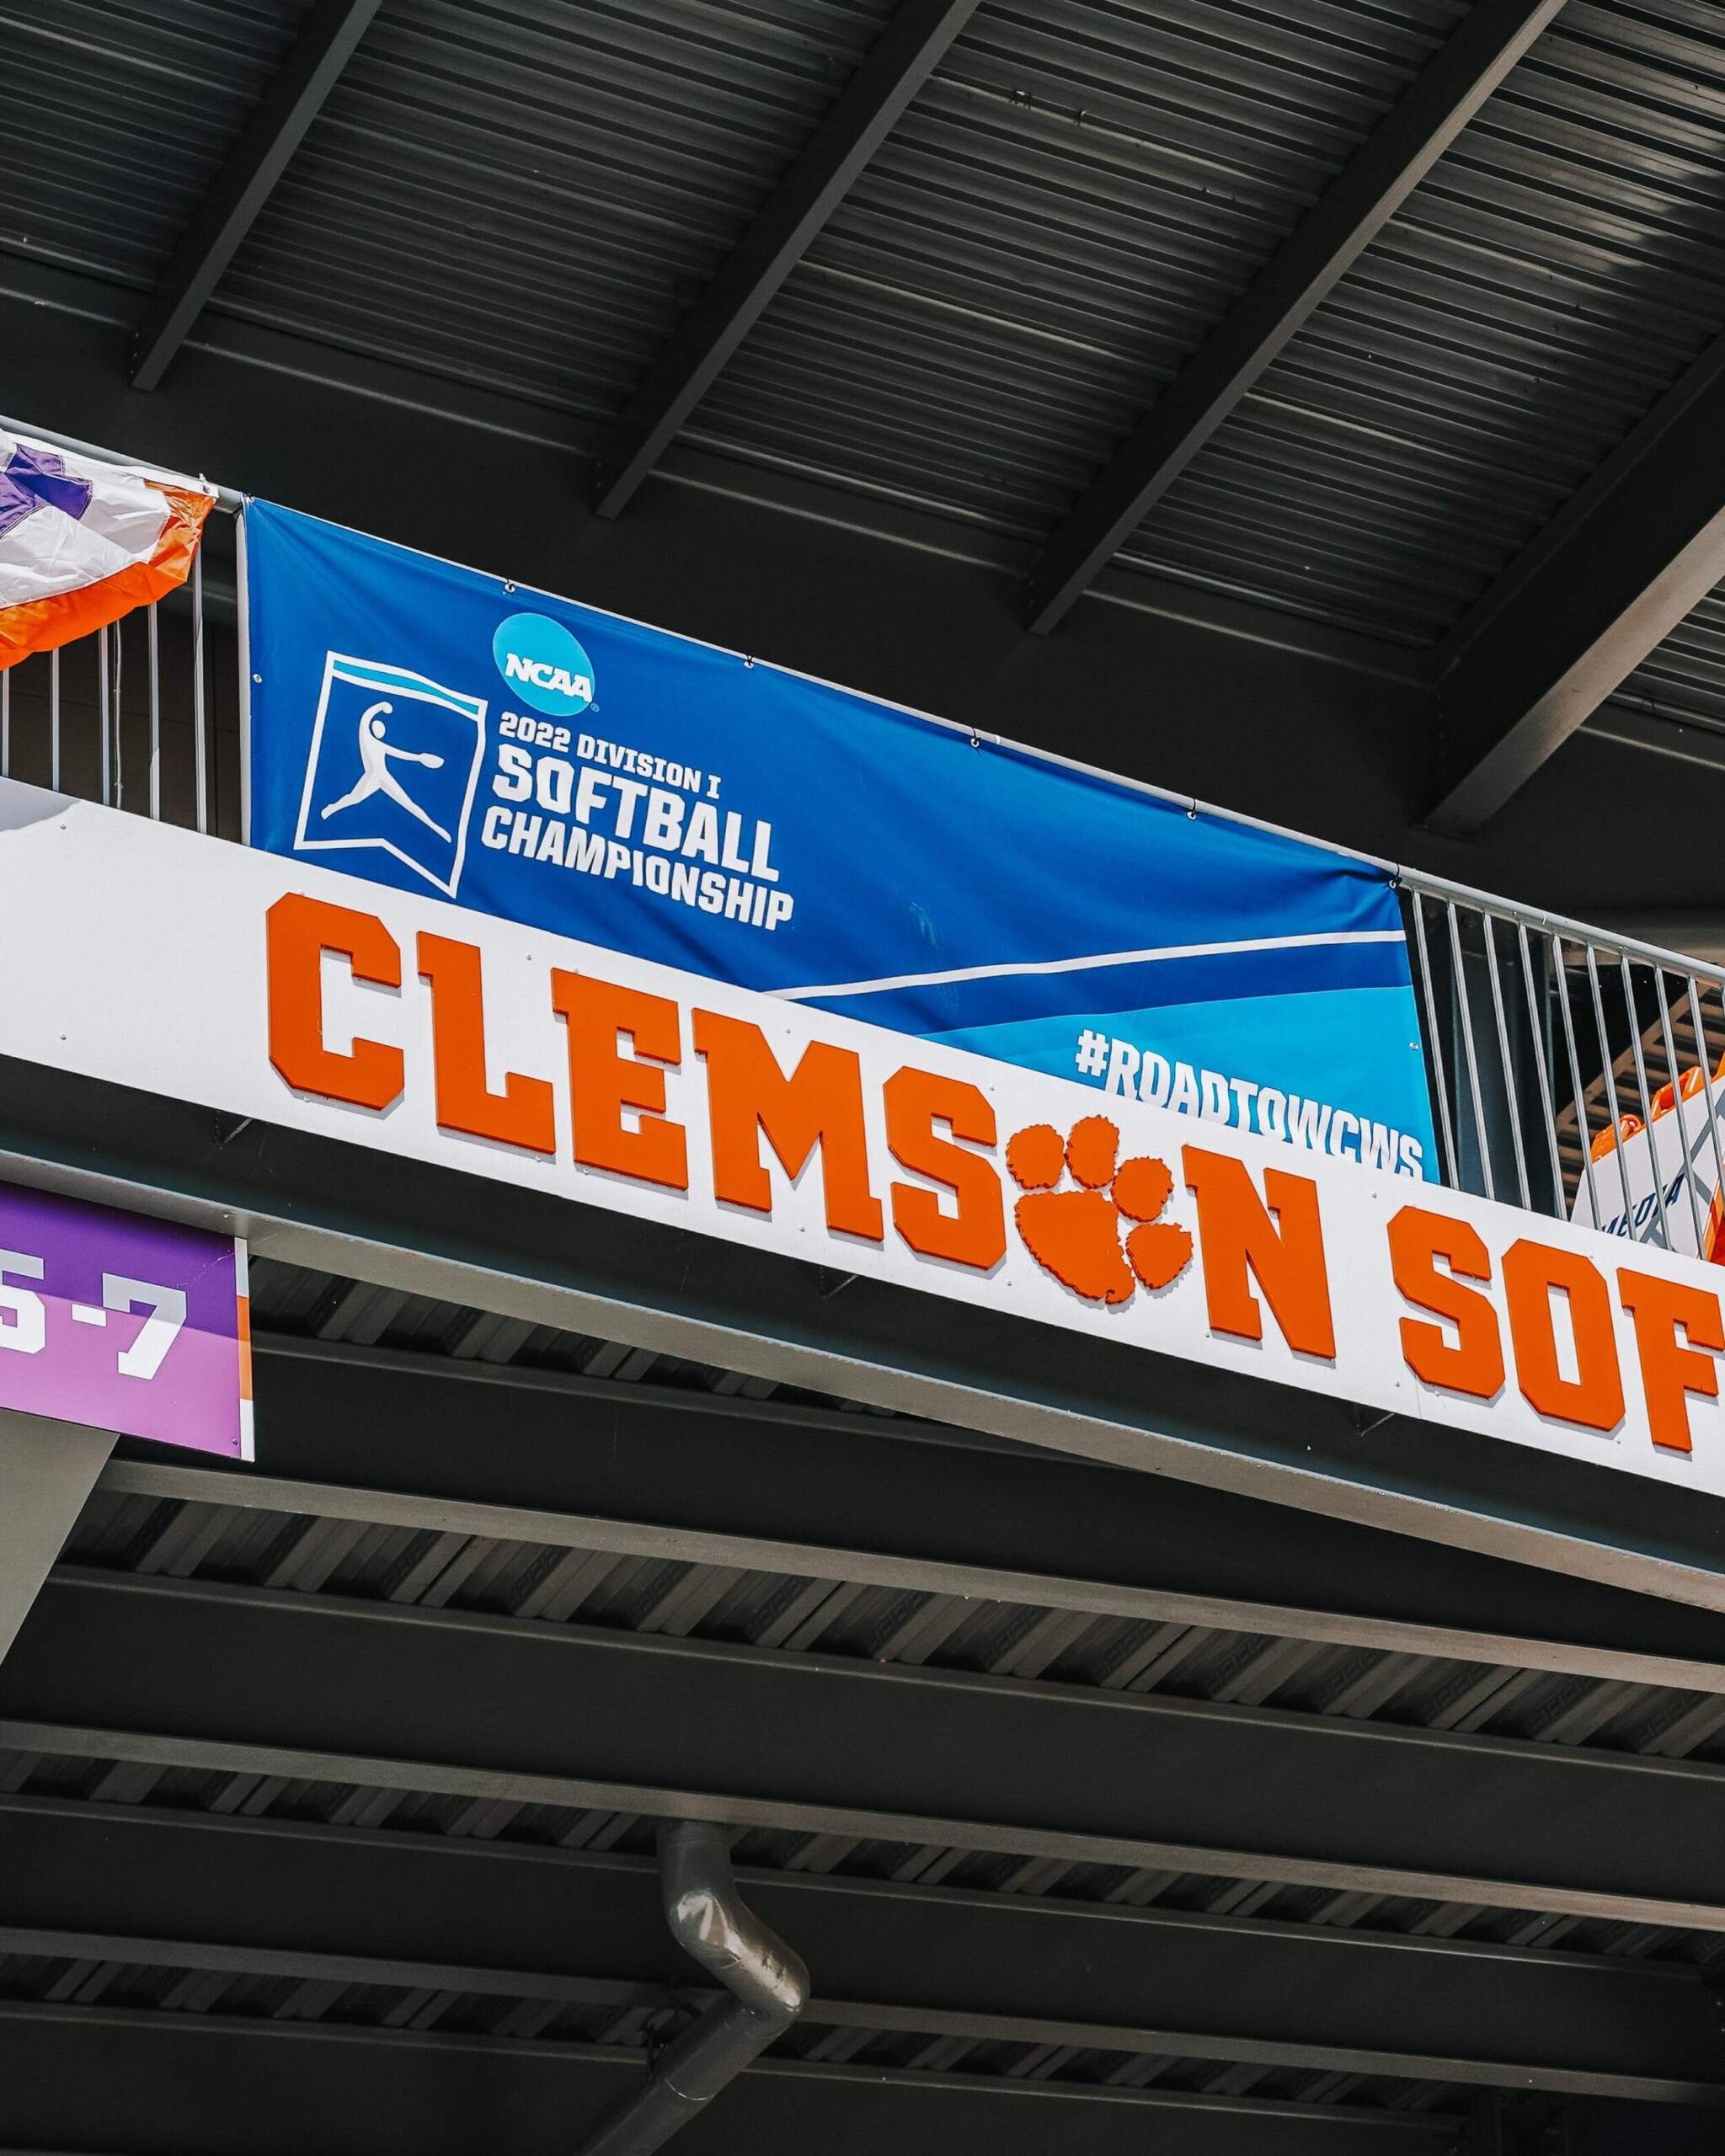 NCAA
2022 DIVISION I
SOFTBALL
CHAMPIONSHIP
#ROADTOWCWS
CLEMSON SOF
5-7